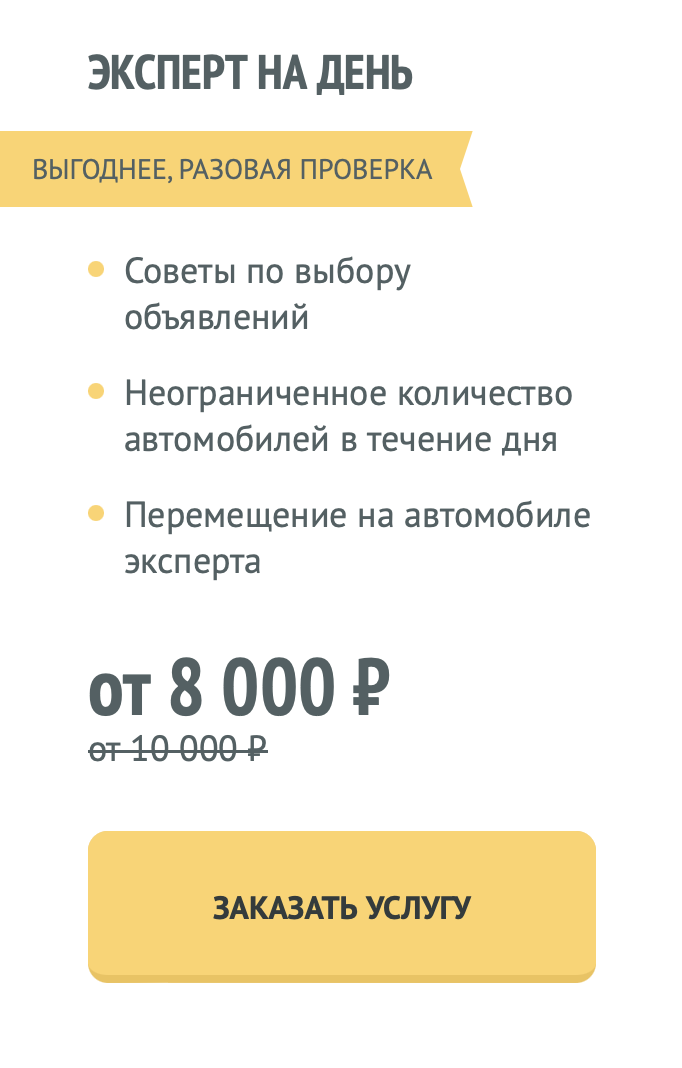 ЭКСПЕРТ НА ДЕНЬ
ВЫГОДНЕЕ, РАЗОВАЯ ПРОВЕРКА
Советы по выбору
объявлений
Неограниченное количество
автомобилей в течение дня
Перемещение на автомобиле
эксперта
от 8 000 ₽
от 10 000 ₽
ЗАКАЗАТЬ УСЛУГУ